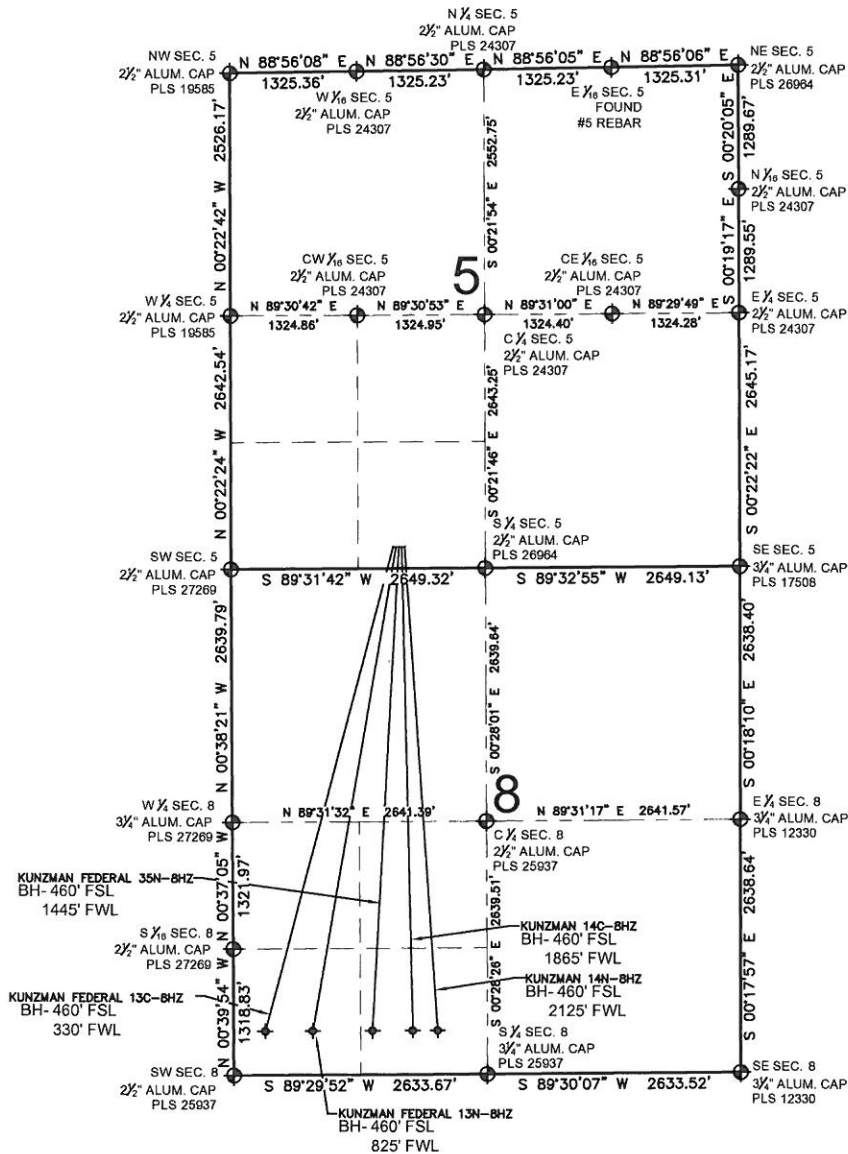 N ¼ SEC. 5
2½" ALUM. CAP
PLS 24307
NW SEC. 5
2½" ALUM. CAP
PLS 19585
N 88°56'08" E
1325.36'
N 88°56'30" E
1325.23'
N 88°56'05" E
1325.23'
N 88°56'06" E
1325.31'
NE SEC. 5
2½" ALUM. CAP
PLS 26964
W 1/16 SEC. 5
2½" ALUM. CAP
PLS 24307
E 1/16 SEC. 5
FOUND
#5 REBAR
N 00°22'42" W 2526.17'
S 00°21'54" E 2552.75'
S 00°20'05" E
1289.67'
N 1/16 SEC. 5
2½" ALUM. CAP
PLS 24307
S 00°19'17" E
1289.55'
CW 1/16 SEC. 5
2½" ALUM. CAP
PLS 24307
5
CE 1/16 SEC. 5
2½" ALUM. CAP
PLS 24307
W ¼ SEC. 5
2½" ALUM. CAP
PLS 19585
N 89°30'42" E
1324.86'
N 89°30'53" E
1324.95'
N 89°31'00" E
1324.40'
N 89°29'49" E
1324.28'
E ¼ SEC. 5
2½" ALUM. CAP
PLS 24307
C ¼ SEC. 5
2½" ALUM. CAP
PLS 24307
N 00°22'24" W 2642.54'
S 00°21'46" E 2643.25'
S 00°22'22" E 2645.17'
S ¼ SEC. 5
2½" ALUM. CAP
PLS 26964
SW SEC. 5
2½" ALUM. CAP
PLS 27269
S 89°31'42" W 2649.32'
S 89°32'55" W 2649.13'
SE SEC. 5
3¼" ALUM. CAP
PLS 17508
N 00°38'21" W 2639.79'
S 00°28'01" E 2639.64'
S 00°18'10" E 2638.40'
8
W ¼ SEC. 8
3¼" ALUM. CAP
PLS 27269
N 89°31'32" E 2641.39'
N 89°31'17" E 2641.57'
E ¼ SEC. 8
3¼" ALUM. CAP
PLS 12330
C ¼ SEC. 8
2½" ALUM. CAP
PLS 25937
KUNZMAN FEDERAL 35N-8HZ
BH- 460' FSL
1445' FWL
N 00°37'05" W
1321.97'
S 00°28'26" E 2639.51'
S 00°17'57" E 2638.64'
KUNZMAN 14C-8HZ
BH- 460' FSL
1865' FWL
S 1/16 SEC. 8
2½" ALUM. CAP
PLS 27269
KUNZMAN 14N-8HZ
BH- 460' FSL
2125' FWL
KUNZMAN FEDERAL 13C-8HZ
BH- 460' FSL
330' FWL
N 00°39'54" W
1318.83'
S ¼ SEC. 8
3¼" ALUM. CAP
PLS 25937
SW SEC. 8
2½" ALUM. CAP
PLS 25937
S 89°29'52" W 2633.67'
S 89°30'07" W 2633.52'
SE SEC. 8
3¼" ALUM. CAP
PLS 12330
KUNZMAN FEDERAL 13N-8HZ
BH- 460' FSL
825' FWL